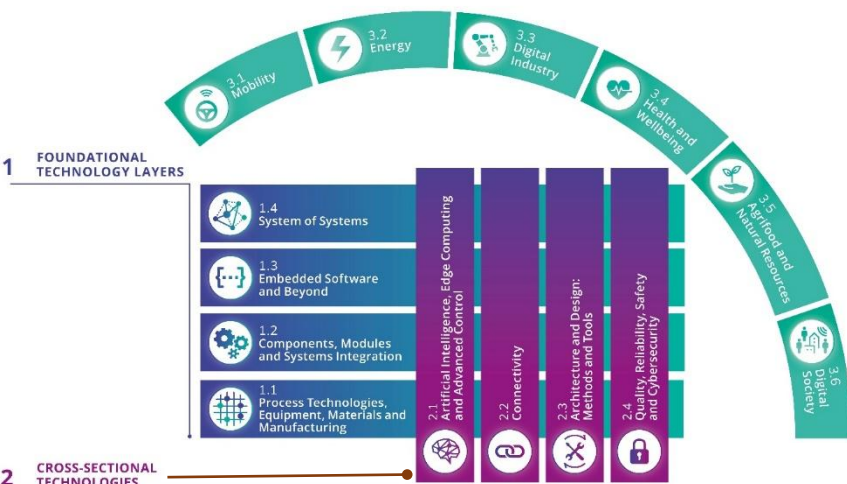 3.1
Mobility
3.2
Energy
3.3
Digital
Industry
3.4
Health and
Wellbeing
3.5
Agrifood and
Natural Resources
3.6
Digital
Society
1 FOUNDATIONAL
TECHNOLOGY LAYERS
1.4
System of Systems
1.3
Embedded Software
and Beyond
1.2
Components, Modules
and Systems Integration
1.1
Process Technologies,
Equipment, Materials and
Manufacturing
2.1
Artificial Intelligence, Edge Computing
and Advanced Control
2.2
Connectivity
2.3
Architecture and Design:
Methods and Tools
2.4
Quality, Reliability, Safety
and Cybersecurity
2 CROSS-SECTIONAL
TECHNOLOGIES